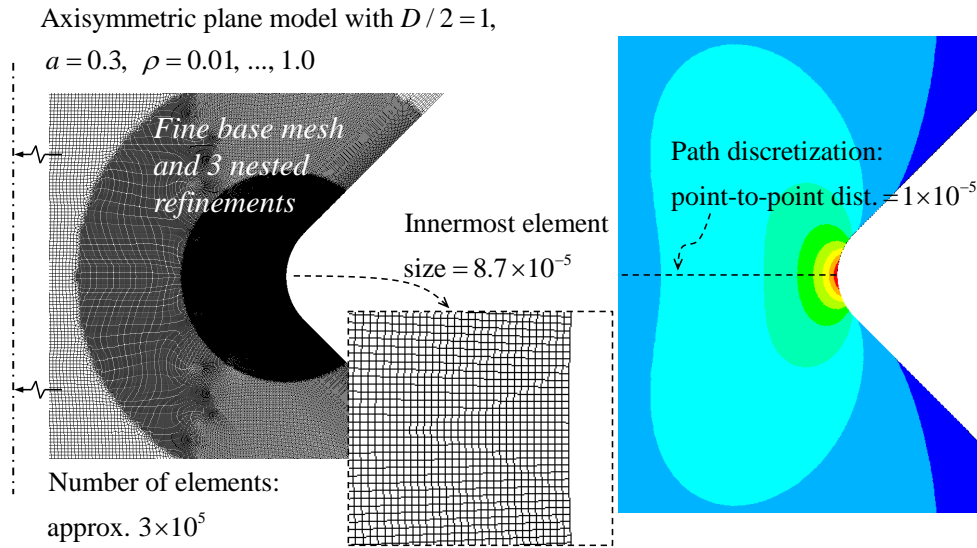 Axisymmetric plane model with D / 2 = 1,
a = 0.3, ρ = 0.01, ..., 1.0
Fine base mesh
and 3 nested
refinements
Path discretization:
point-to-point dist. = 1×10⁻⁵
Innermost element
size = 8.7×10⁻⁵
Number of elements:
approx. 3×10⁵